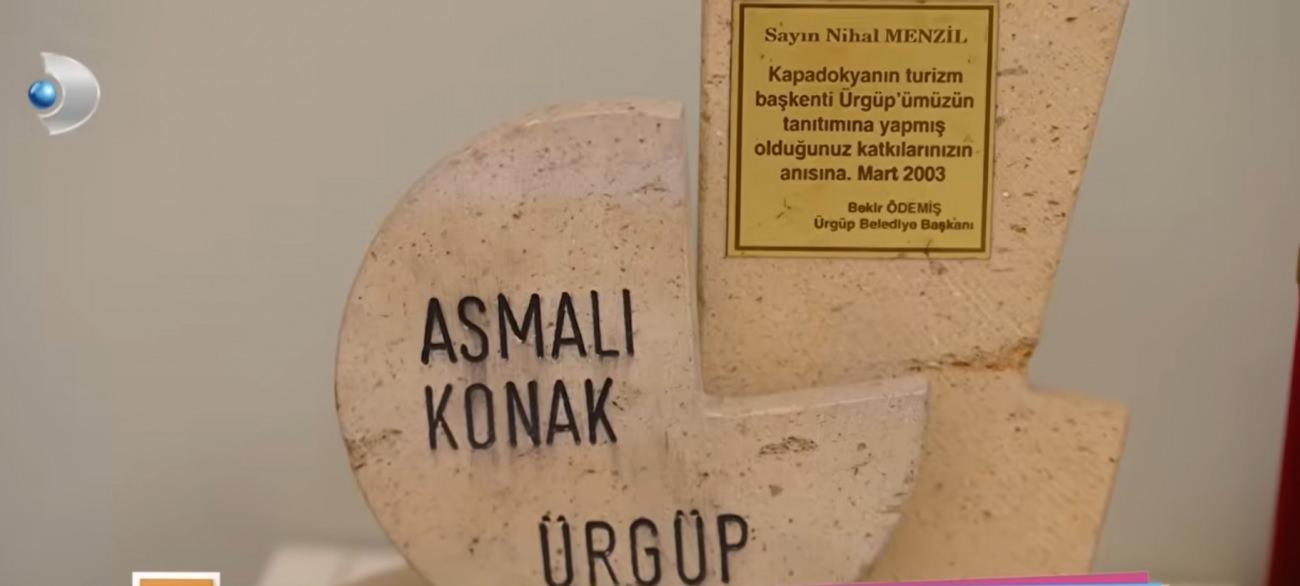 Sayın Nihal MENZİL
Kapadokyanın turizm
başkenti Ürgüp'ümüzün
tanıtımına yapmış
olduğunuz katkılarınızın
anısına. Mart 2003
Bekir ÖDEMİŞ
Ürgüp Belediye Başkanı
ASMALI
KONAK
ÜRGÜP